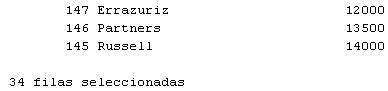 147 Errazuriz 12000
146 Partners 13500
145 Russell 14000
34 filas seleccionadas